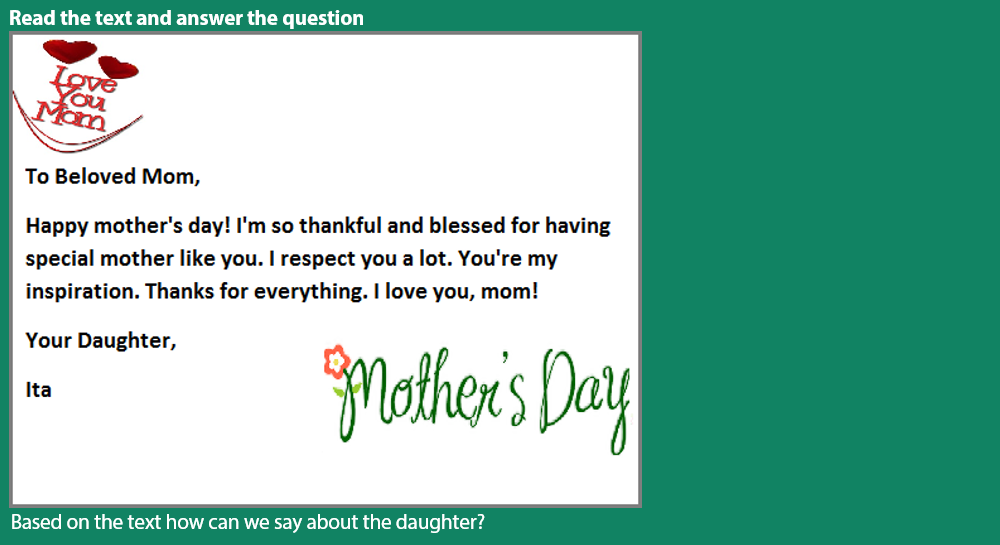 Read the text and answer the question
Love
You
Mom
To Beloved Mom,
Happy mother's day! I'm so thankful and blessed for having
special mother like you. I respect you a lot. You're my
inspiration. Thanks for everything. I love you, mom!
Your Daughter,
Ita
Mother's Day
Based on the text how can we say about the daughter?